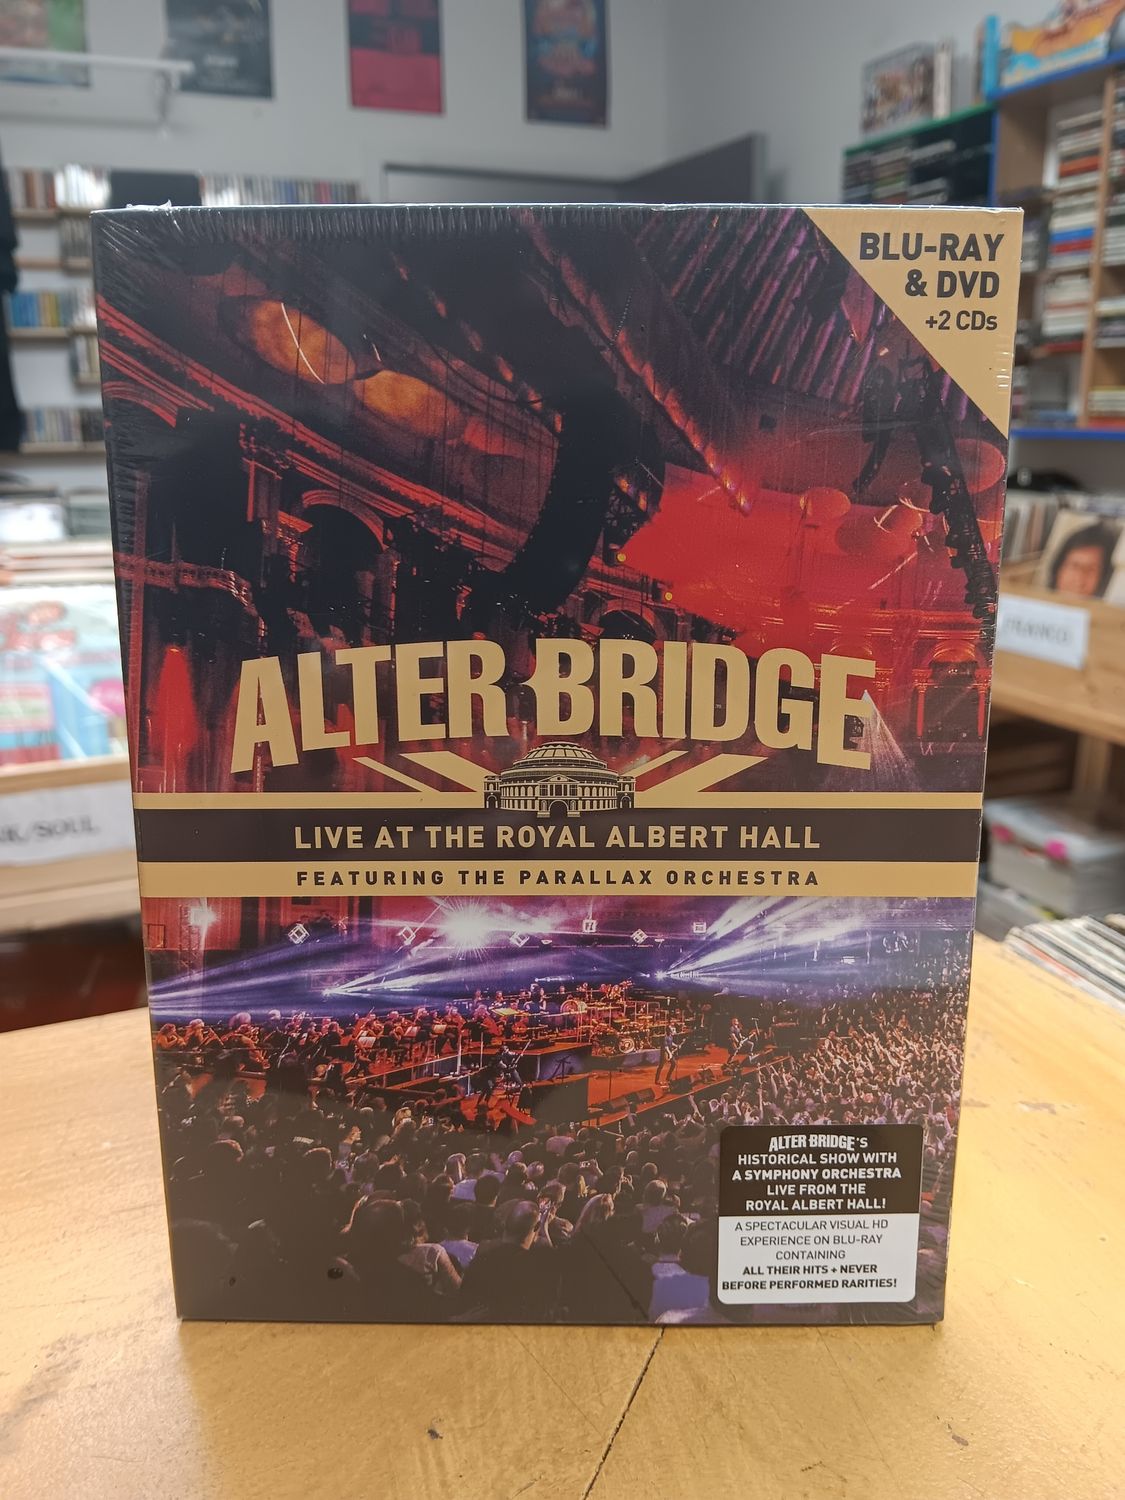 BLU-RAY
& DVD
+2 CDs
ALTER BRIDGE
LIVE AT THE ROYAL ALBERT HALL
FEATURING THE PARALLAX ORCHESTRA
ALTER BRIDGE'S
HISTORICAL SHOW WITH
A SYMPHONY ORCHESTRA
LIVE FROM THE
ROYAL ALBERT HALL!
A SPECTACULAR VISUAL HD
EXPERIENCE ON BLU-RAY
CONTAINING
ALL THEIR HITS + NEVER
BEFORE PERFORMED RARITIES!
/SOUL